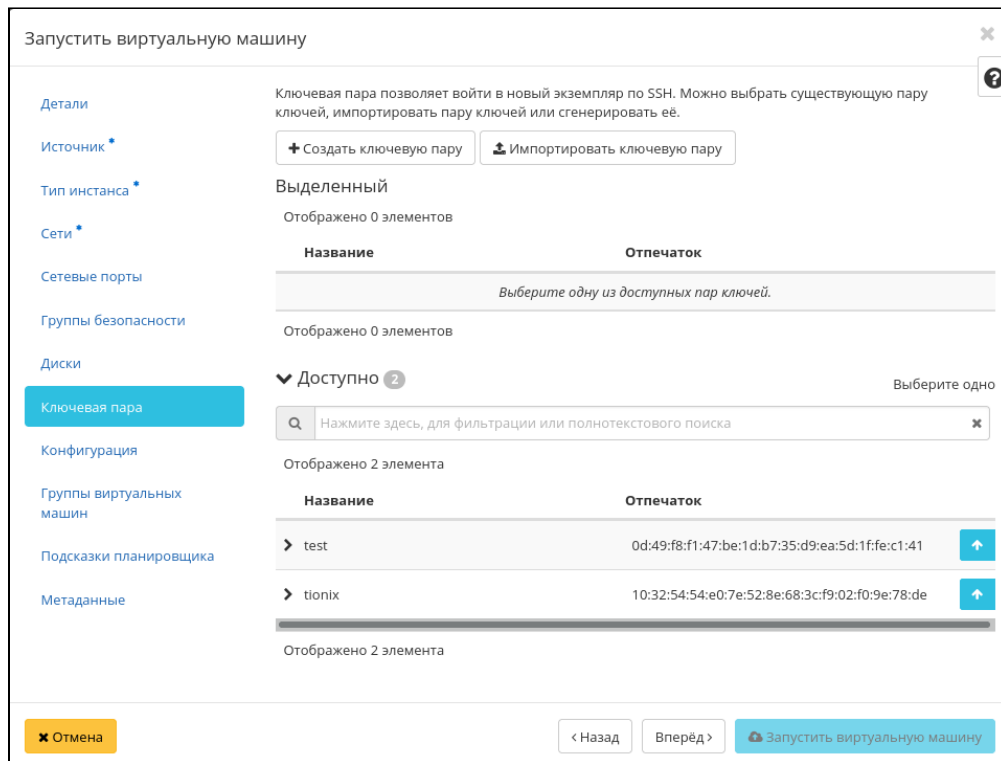 Запустить виртуальную машину
Детали
Источник *
Тип инстанса *
Сети *
Сетевые порты
Группы безопасности
Диски
Ключевая пара
Конфигурация
Группы виртуальных
машин
Подсказки планировщика
Метаданные
Ключевая пара позволяет войти в новый экземпляр по SSH. Можно выбрать существующую пару
ключей, импортировать пару ключей или сгенерировать её.
Создать ключевую пару
Импортировать ключевую пару
Выделенный
Отображено 0 элементов
Название Отпечаток
Выберите одну из доступных пар ключей.
Отображено 0 элементов
Доступно 2
Выберите одно
Нажмите здесь, для фильтрации или полнотекстового поиска
Отображено 2 элемента
Название Отпечаток
test 0d:49:f8:f1:47:be:1d:b7:35:d9:ea:5d:1f:fe:c1:41
tionix 10:32:54:54:e0:7e:52:8e:68:3c:f9:02:f0:9e:78:de
Отображено 2 элемента
Отмена
Назад
Вперёд
Запустить виртуальную машину